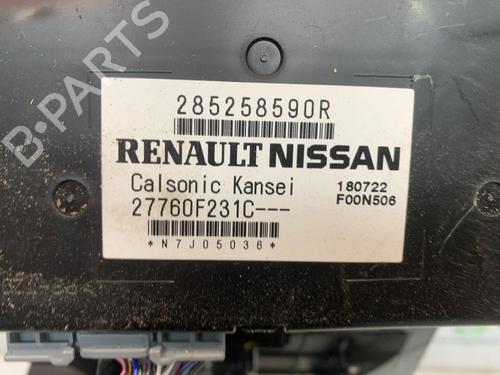 285258590R
RENAULT NISSAN
Calsonic Kansei 180722
27760F231C--- F00N506
*N7J05036*
B-PARTS